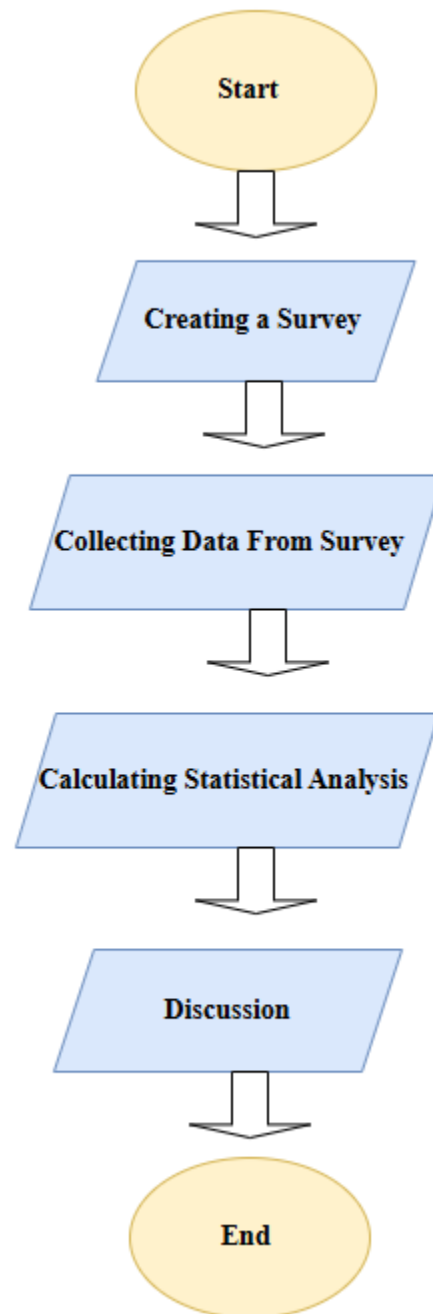 Start
Creating a Survey
Collecting Data From Survey
Calculating Statistical Analysis
Discussion
End